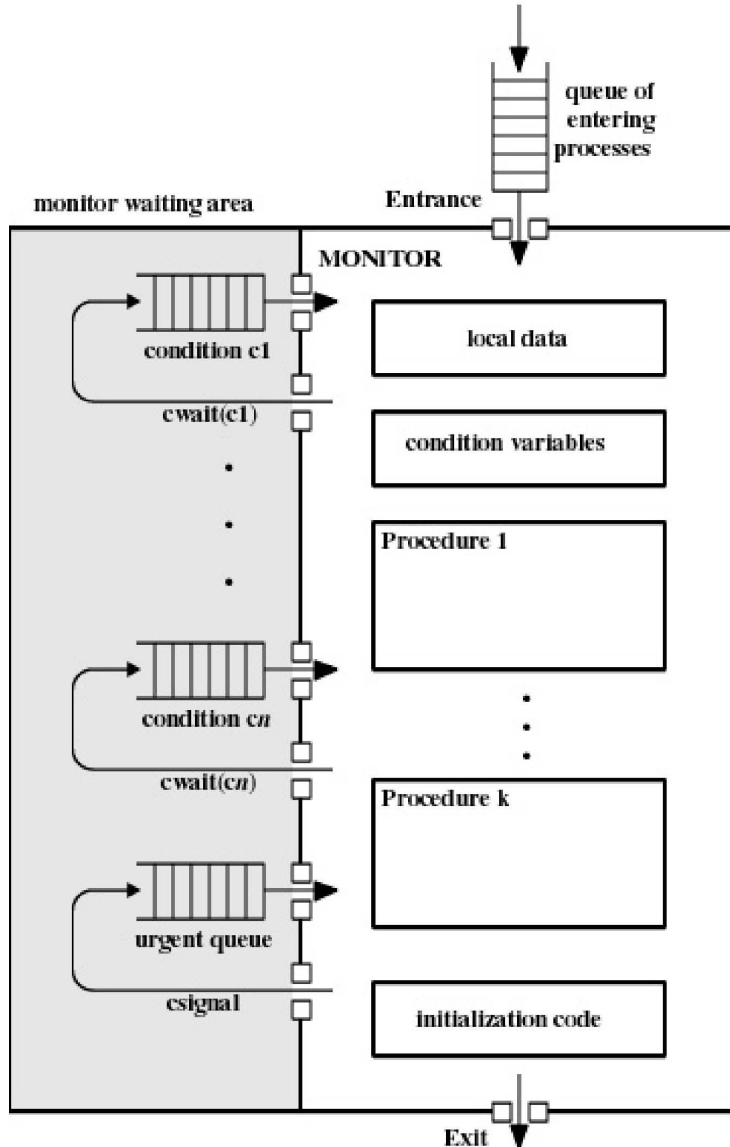 queue of
entering
processes
Entrance
monitor waiting area
MONITOR
condition c1
cwait(c1)
local data
condition variables
Procedure 1
condition cn
cwait(cn)
Procedure k
urgent queue
csignal
initialization code
Exit